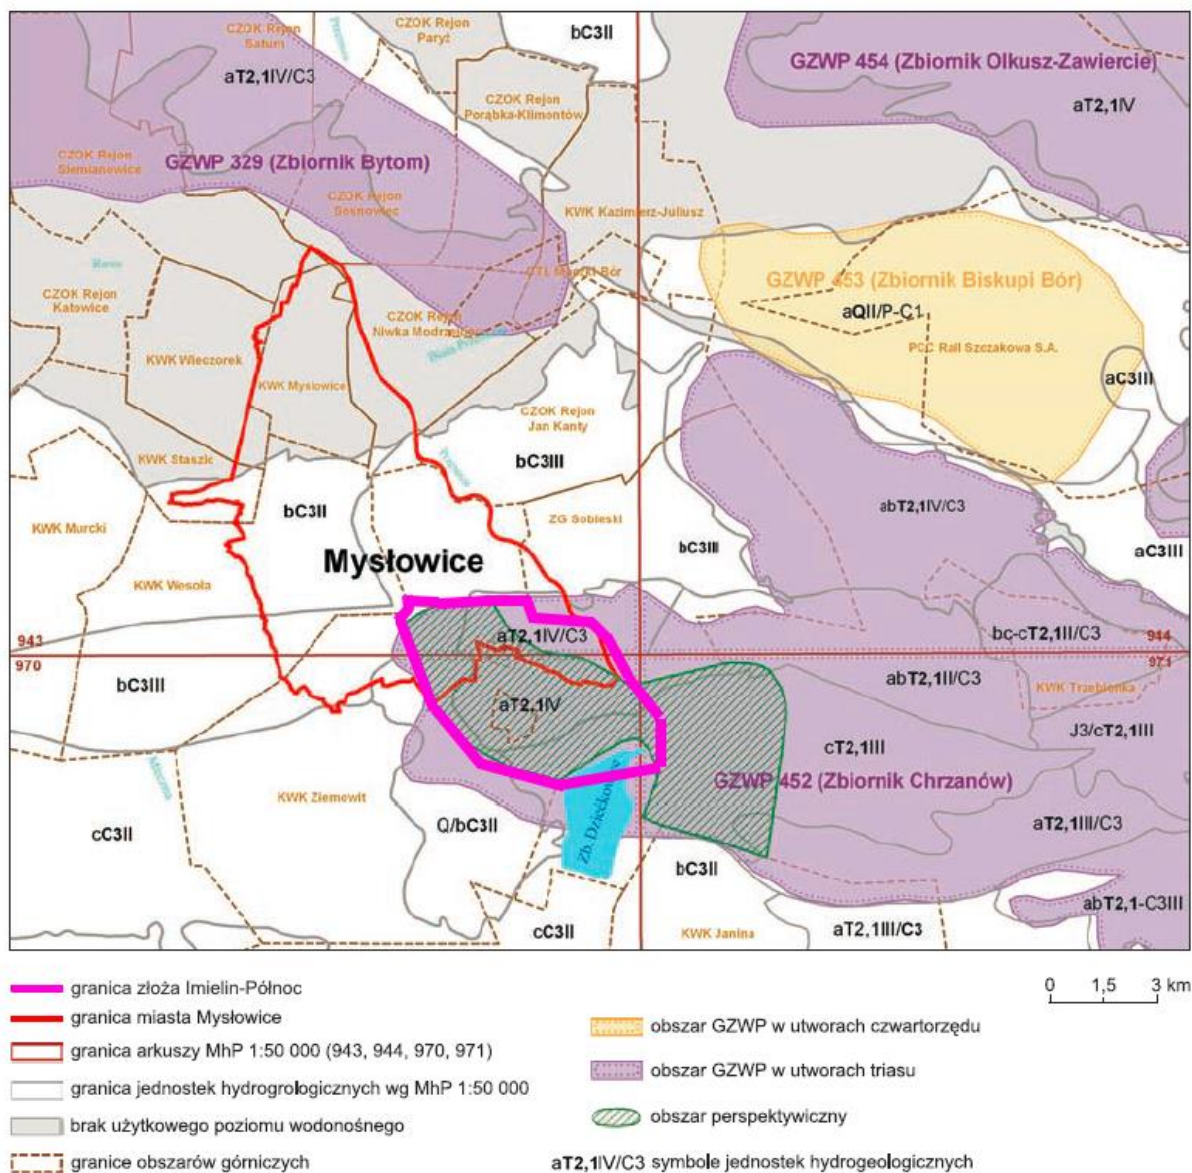 CZOK Rejon
Saturn
aT2,1IV/C3
CZOK Rejon
Paryż
bC3II
GZWP 454 (Zbiornik Olkusz-Zawiercie)
aT2,1IV
CZOK Rejon
Porąbka-Klimontów
CZOK Rejon
Siemianowice
GZWP 329 (Zbiornik Bytom)
CZOK Rejon
Sosnowiec
KWK Kazimierz-Juliusz
Rawa
CZOK Rejon
Katowice
GZWP 453 (Zbiornik Biskupi Bór)
aQII/P-C1
PCC Rail Szczakowa S.A.
CZOK Rejon
Niwka Modrzejów
KWK Wieczorek
KWK Mysłowice
aC3III
CZOK Rejon
Jan Kanty
bC3III
KWK Staszic
Przemsza
bC3II
KWK Murcki
ZG Sobieski
abT2,1IV/C3
Mysłowice
bC3III
aC3III
KWK Wesoła
943
970
aT2,1IV/C3
bc-cT2,1II/C3
944
971
bC3III
abT2,1II/C3
KWK Trzebionka
aT2,1IV
cT2,1III
J3/cT2,1III
GZWP 452 (Zbiornik Chrzanów)
Mleczna
KWK Ziemowit
Zb. Dziećkowice
cC3II
Q/bC3II
aT2,1III/C3
bC3II
abT2,1-C3III
cC3II
KWK Janina
aT2,1III/C3
granica złoża Imielin-Północ
granica miasta Mysłowice
granica arkuszy MhP 1:50 000 (943, 944, 970, 971)
granica jednostek hydrogrologicznych wg MhP 1:50 000
brak użytkowego poziomu wodonośnego
granice obszarów górniczych
0 1,5 3 km
obszar GZWP w utworach czwartorzędu
obszar GZWP w utworach triasu
obszar perspektywiczny
aT2,1IV/C3 symbole jednostek hydrogeologicznych